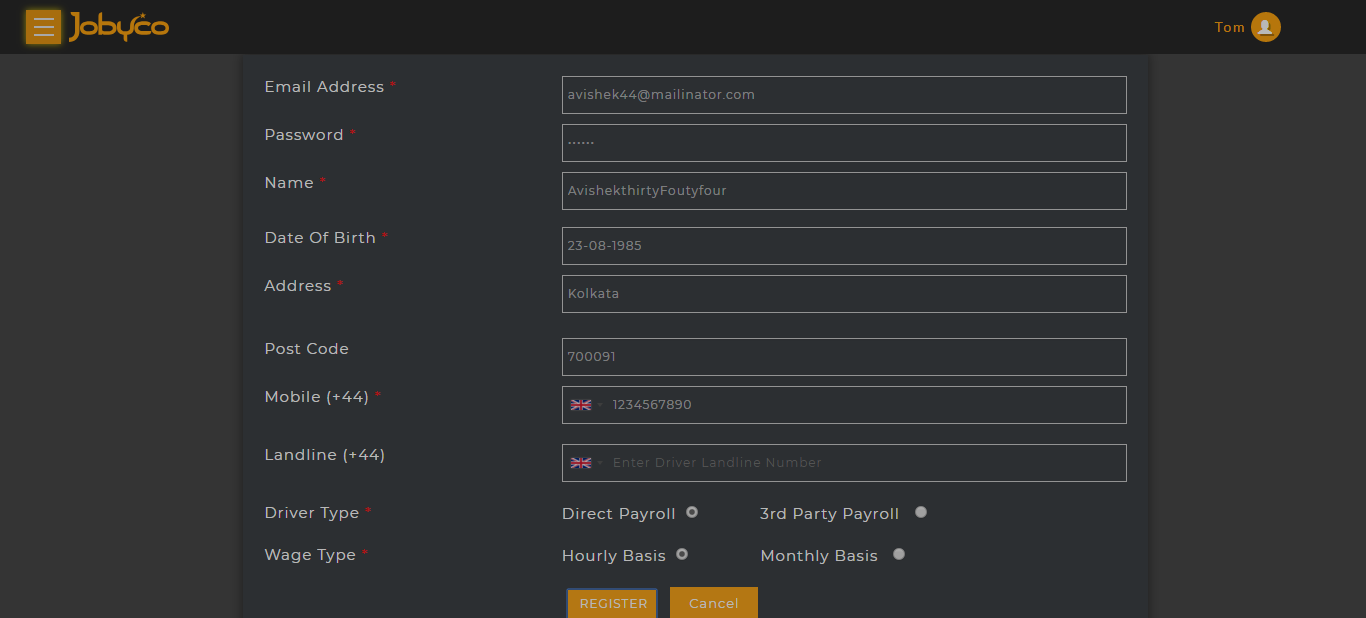 Jobyco
Tom
Email Address *
avishek44@mailinator.com
Password *
······
Name *
AvishekthirtyFoutyfour
Date Of Birth *
23-08-1985
Address *
Kolkata
Post Code
700091
Mobile (+44) *
1234567890
Landline (+44)
Enter Driver Landline Number
Driver Type *
Direct Payroll
3rd Party Payroll
Wage Type *
Hourly Basis
Monthly Basis
REGISTER
Cancel